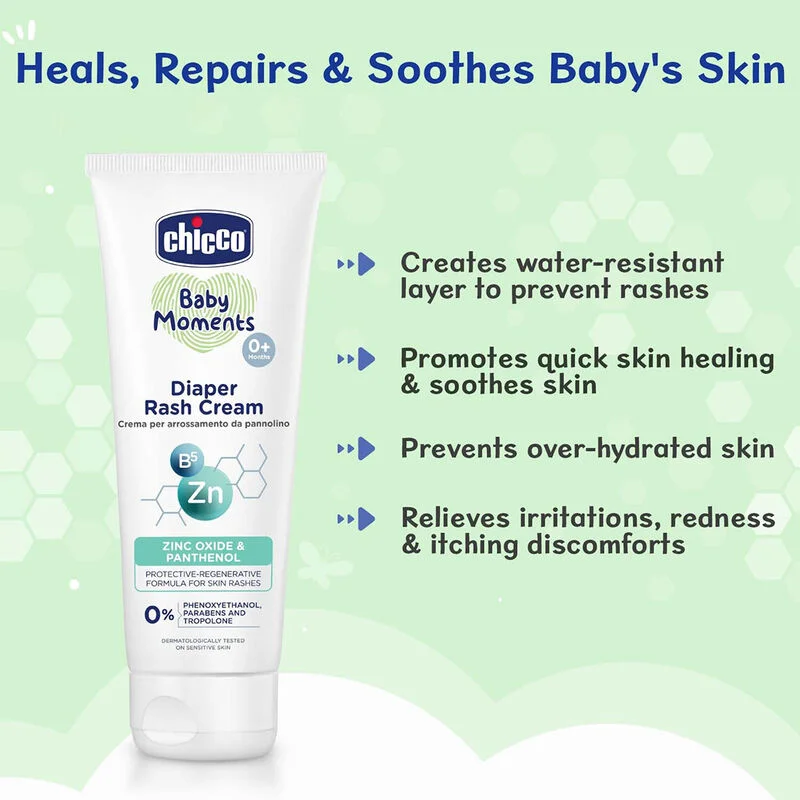 Heals, Repairs & Soothes Baby's Skin
chicco
Baby
Moments
0+
Months
Diaper
Rash Cream
Crema per arrossamento da pannolino
B5
Zn
ZINC OXIDE &
PANTHENOL
PROTECTIVE-REGENERATIVE
FORMULA FOR SKIN RASHES
0% PHENOXYETHANOL,
PARABENS AND
TROPOLONE
DERMATOLOGICALLY TESTED
ON SENSITIVE SKIN
Creates water-resistant
layer to prevent rashes
Promotes quick skin healing
& soothes skin
Prevents over-hydrated skin
Relieves irritations, redness
& itching discomforts